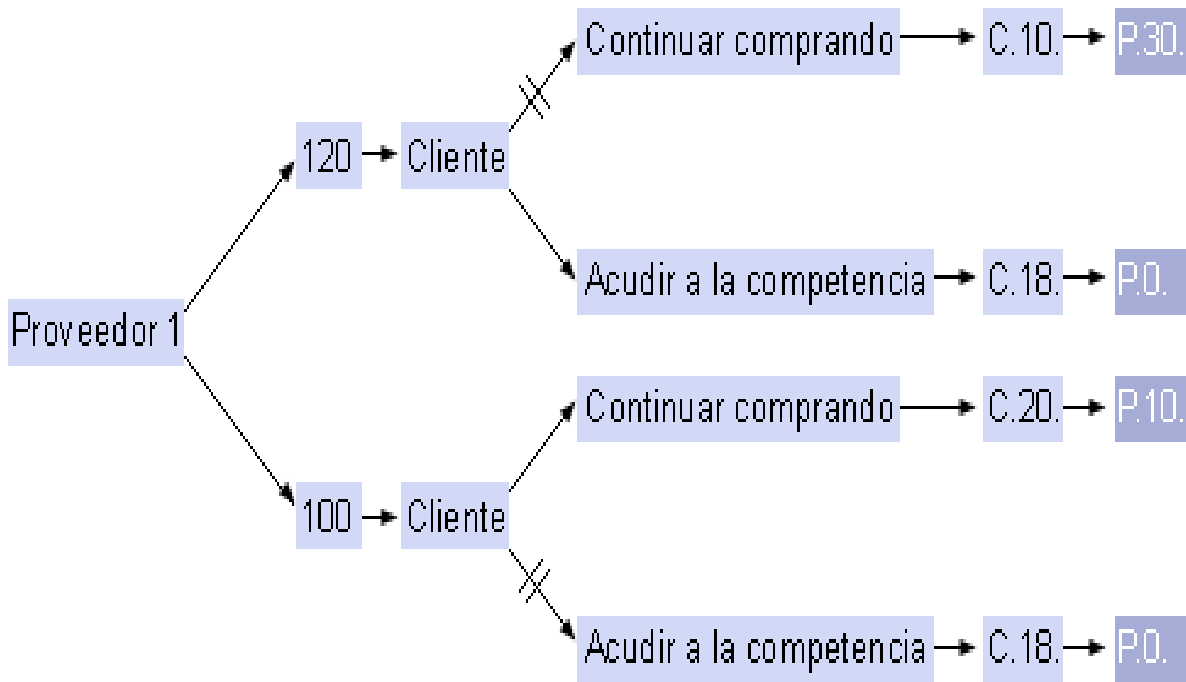 Continuar comprando C.10. P.30.
120 Cliente
Acudir a la competencia C.18. P.0.
Proveedor 1
Continuar comprando C.20. P.10.
100 Cliente
Acudir a la competencia C.18. P.0.